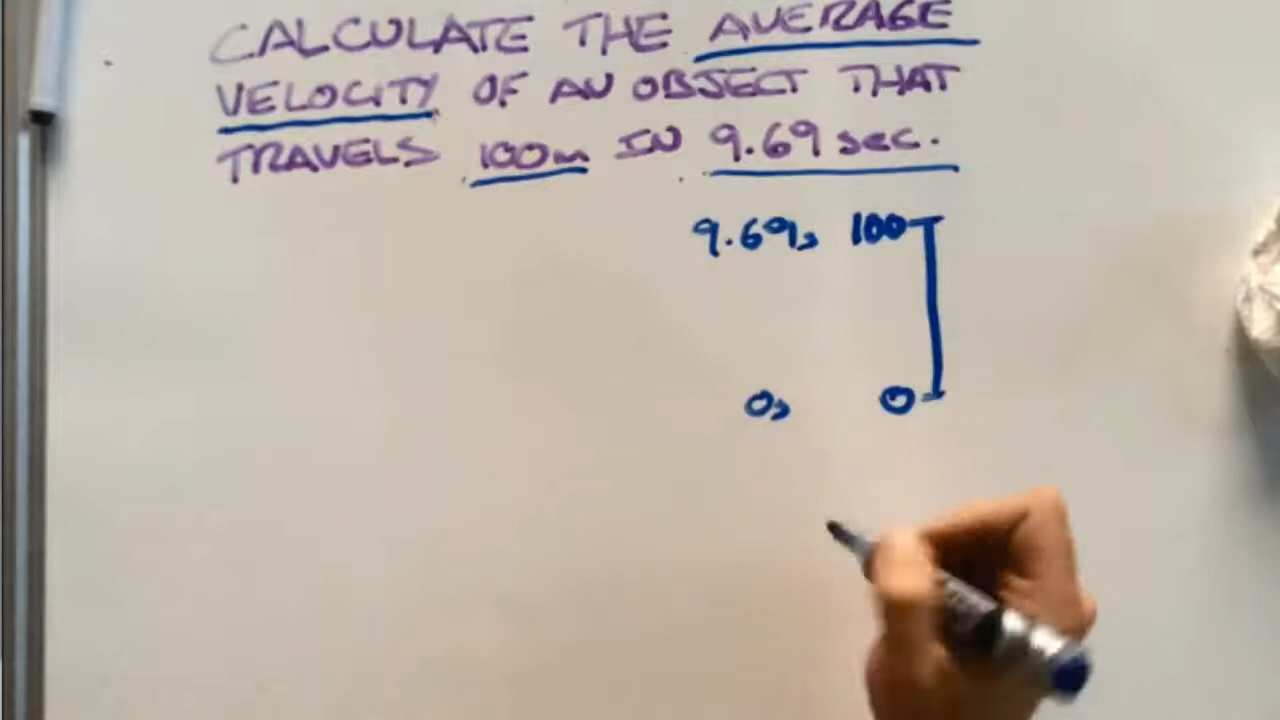 CALCULATE THE AVERAGE
VELOCITY OF AN OBJECT THAT
TRAVELS 100m IN 9.69 sec.
9.69s 100
0s 0